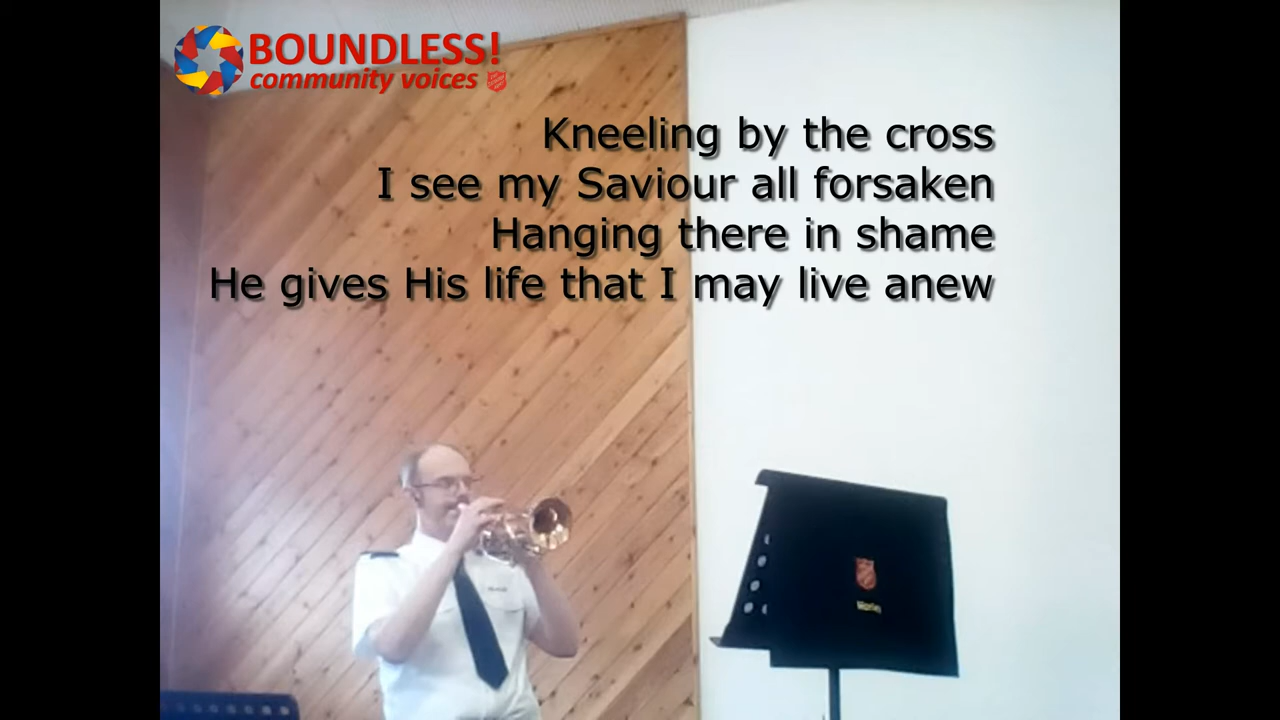 BOUNDLESS!
community voices
Kneeling by the cross
I see my Saviour all forsaken
Hanging there in shame
He gives His life that I may live anew